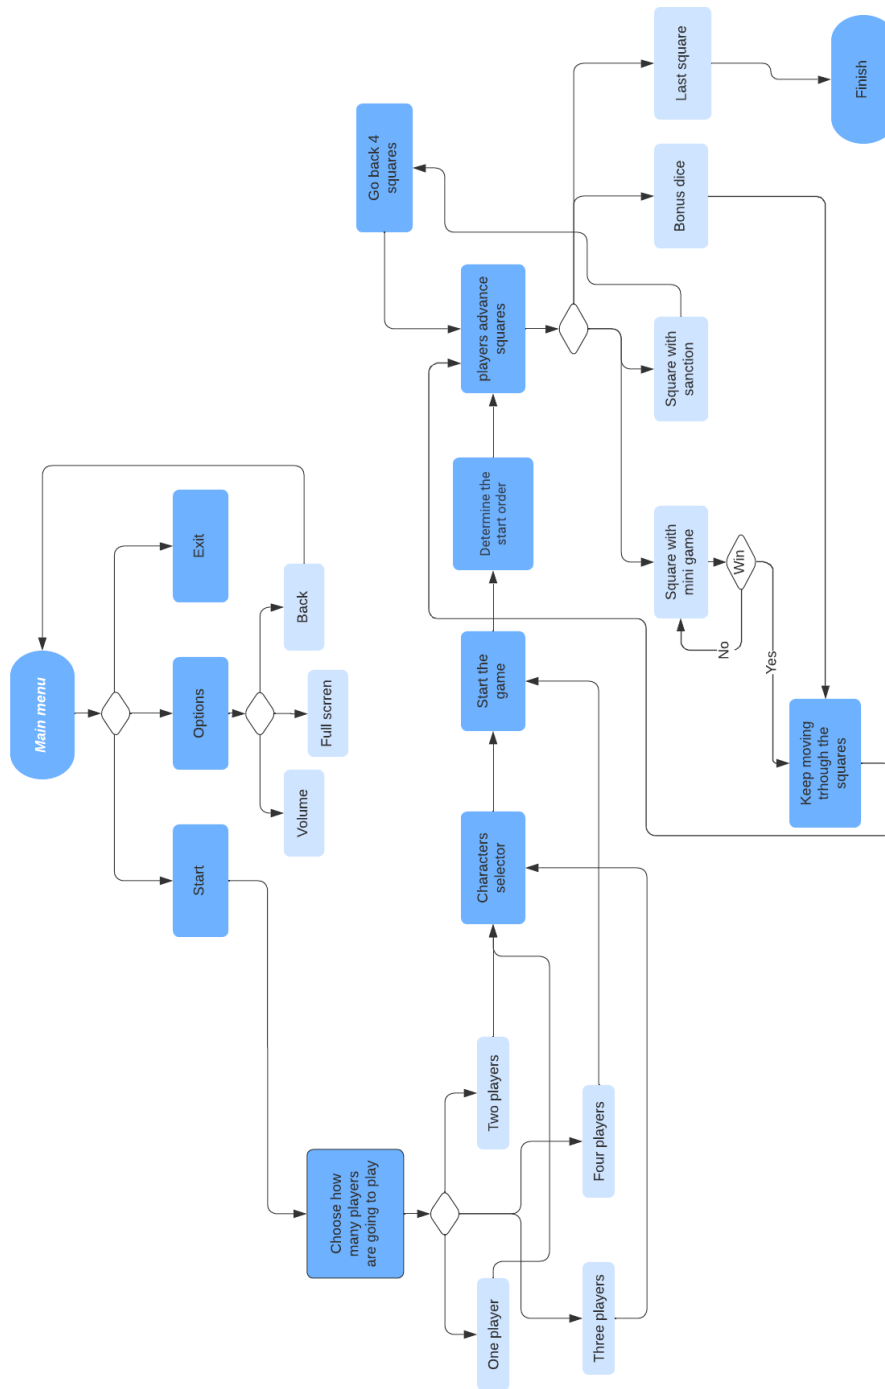 Main menu
Start
Options
Exit
Volume
Full scrren
Back
Choose how
many players
are going to play
One player
Two players
Three players
Four players
Characters
selector
Start the
game
Determine the
start order
players advance
squares
Go back 4
squares
Square with
mini game
Square with
sanction
Bonus dice
Last square
Win
No
Yes
Keep moving
trhough the
squares
Finish